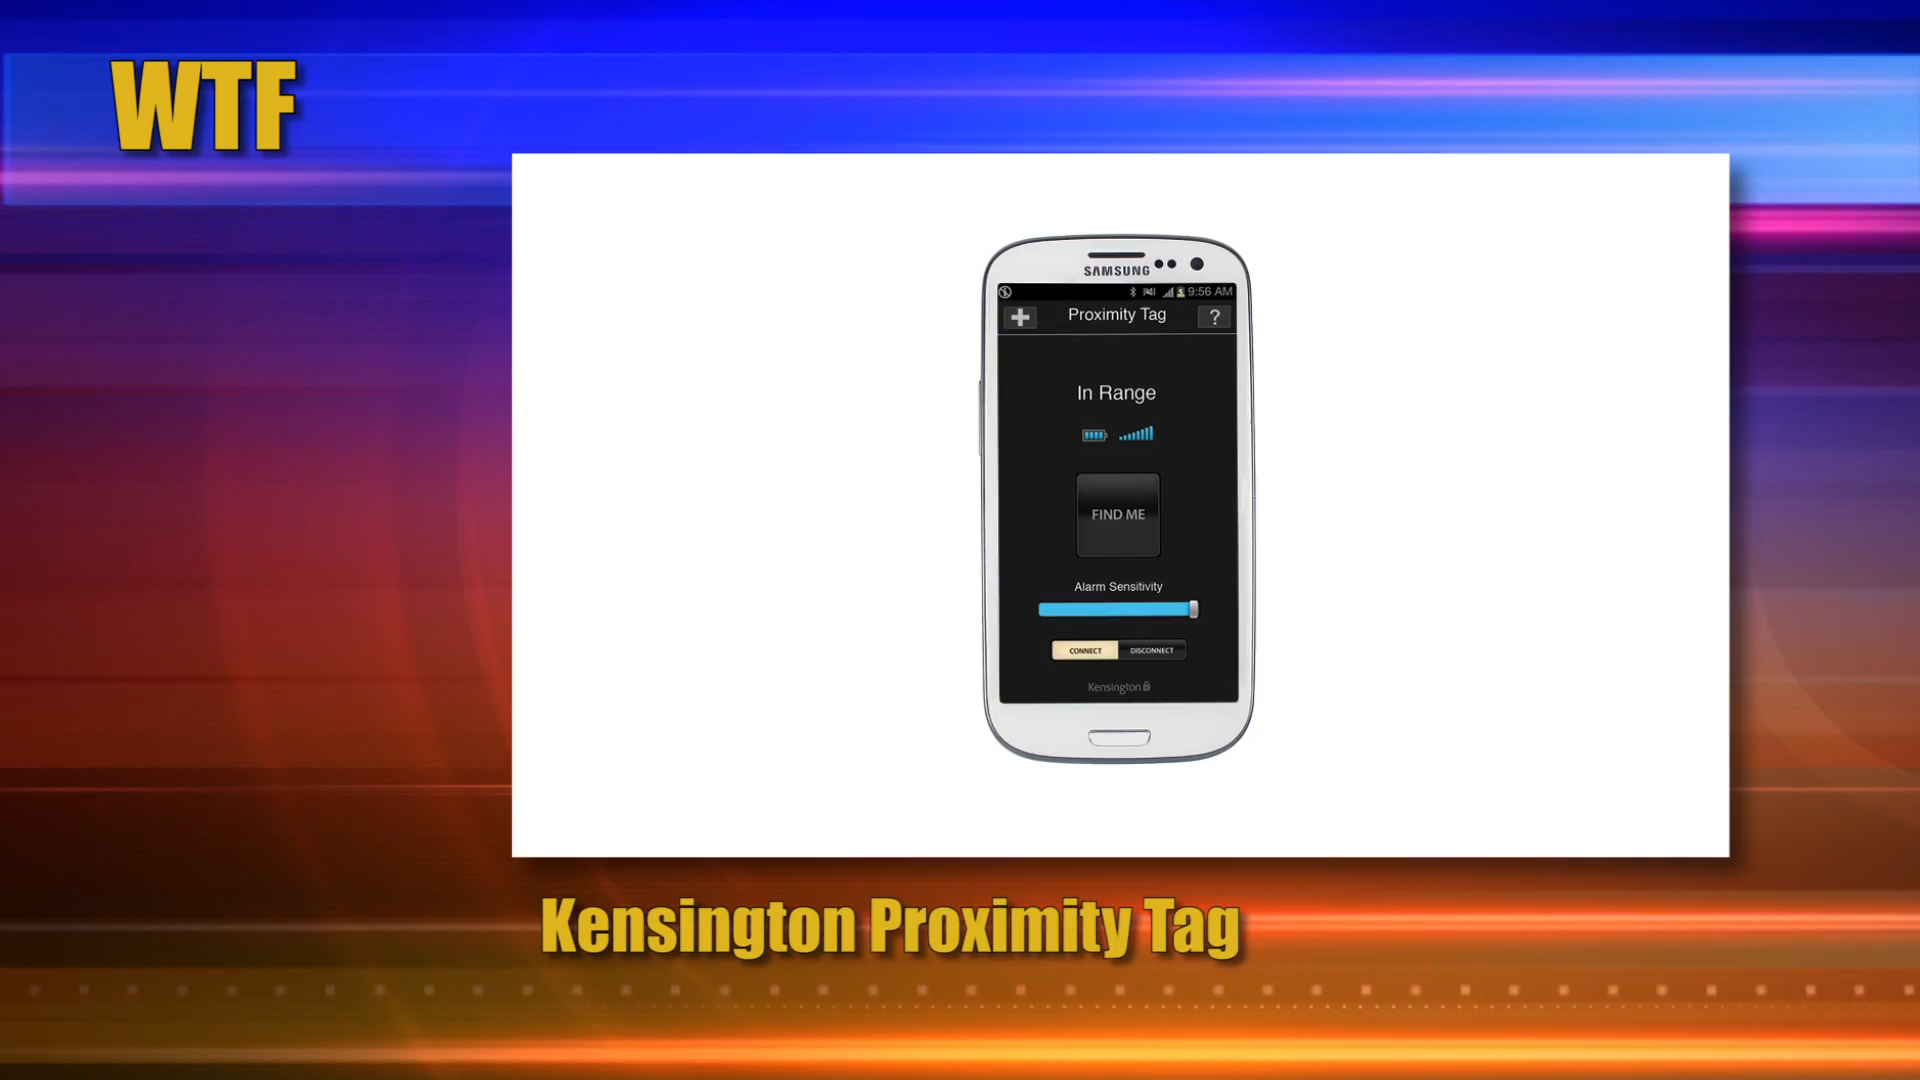 WTF
SAMSUNG
9:56 AM
Proximity Tag
?
In Range
FIND ME
Alarm Sensitivity
CONNECT DISCONNECT
Kensington
Kensington Proximity Tag